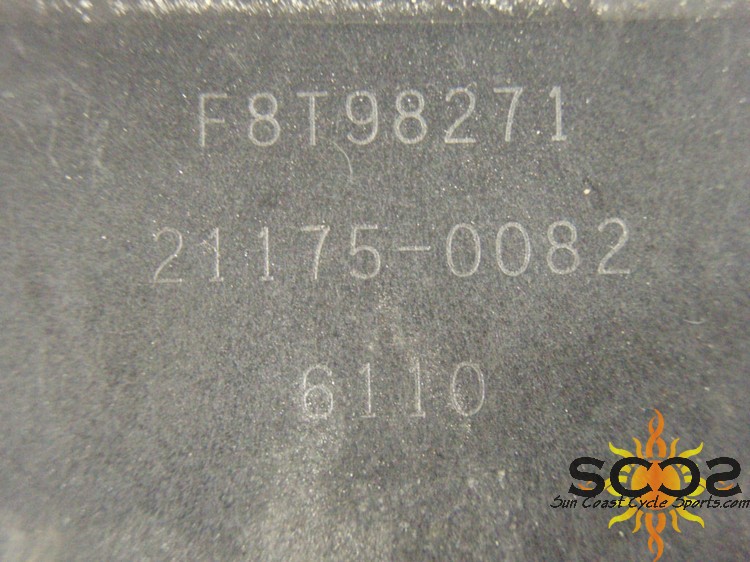 F8T98271
21175-0082
6110
SCCS
Sun Coast Cycle Sports.com